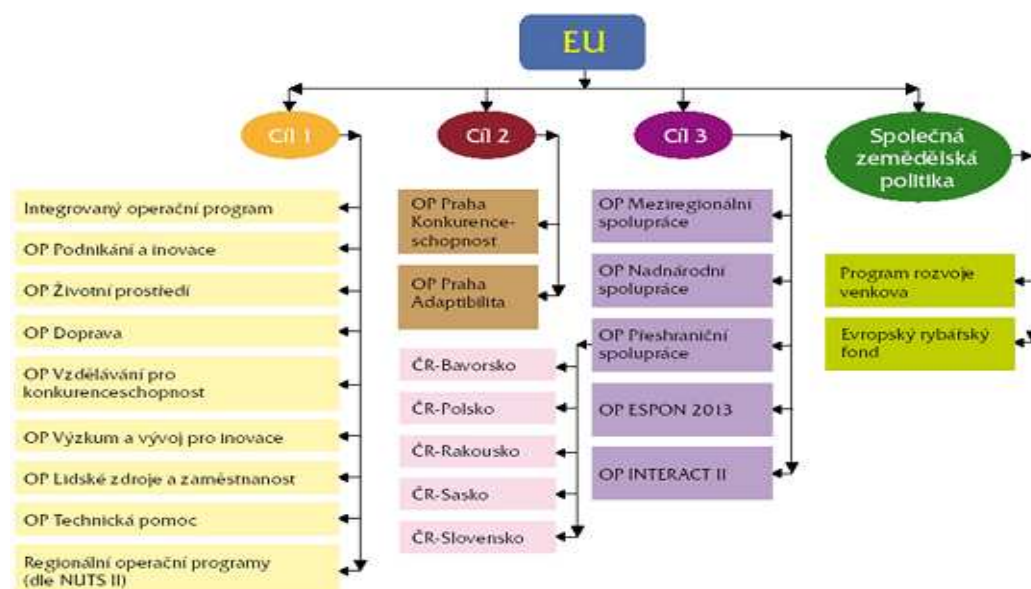 EU
Cíl 1
Cíl 2
Cíl 3
Společná
zemědělská
politika
Integrovaný operační program
OP Podnikání a inovace
OP Životní prostředí
OP Doprava
OP Vzdělávání pro
konkurenceschopnost
OP Výzkum a vývoj pro inovace
OP Lidské zdroje a zaměstnanost
OP Technická pomoc
Regionální operační programy
(dle NUTS II)
OP Praha
Konkurence-
schopnost
OP Praha
Adaptibilita
ČR-Bavorsko
ČR-Polsko
ČR-Rakousko
ČR-Sasko
ČR-Slovensko
OP Meziregionální
spolupráce
OP Nadnárodní
spolupráce
OP Přeshraniční
spolupráce
OP ESPON 2013
OP INTERACT II
Program rozvoje
venkova
Evropský rybářský
fond